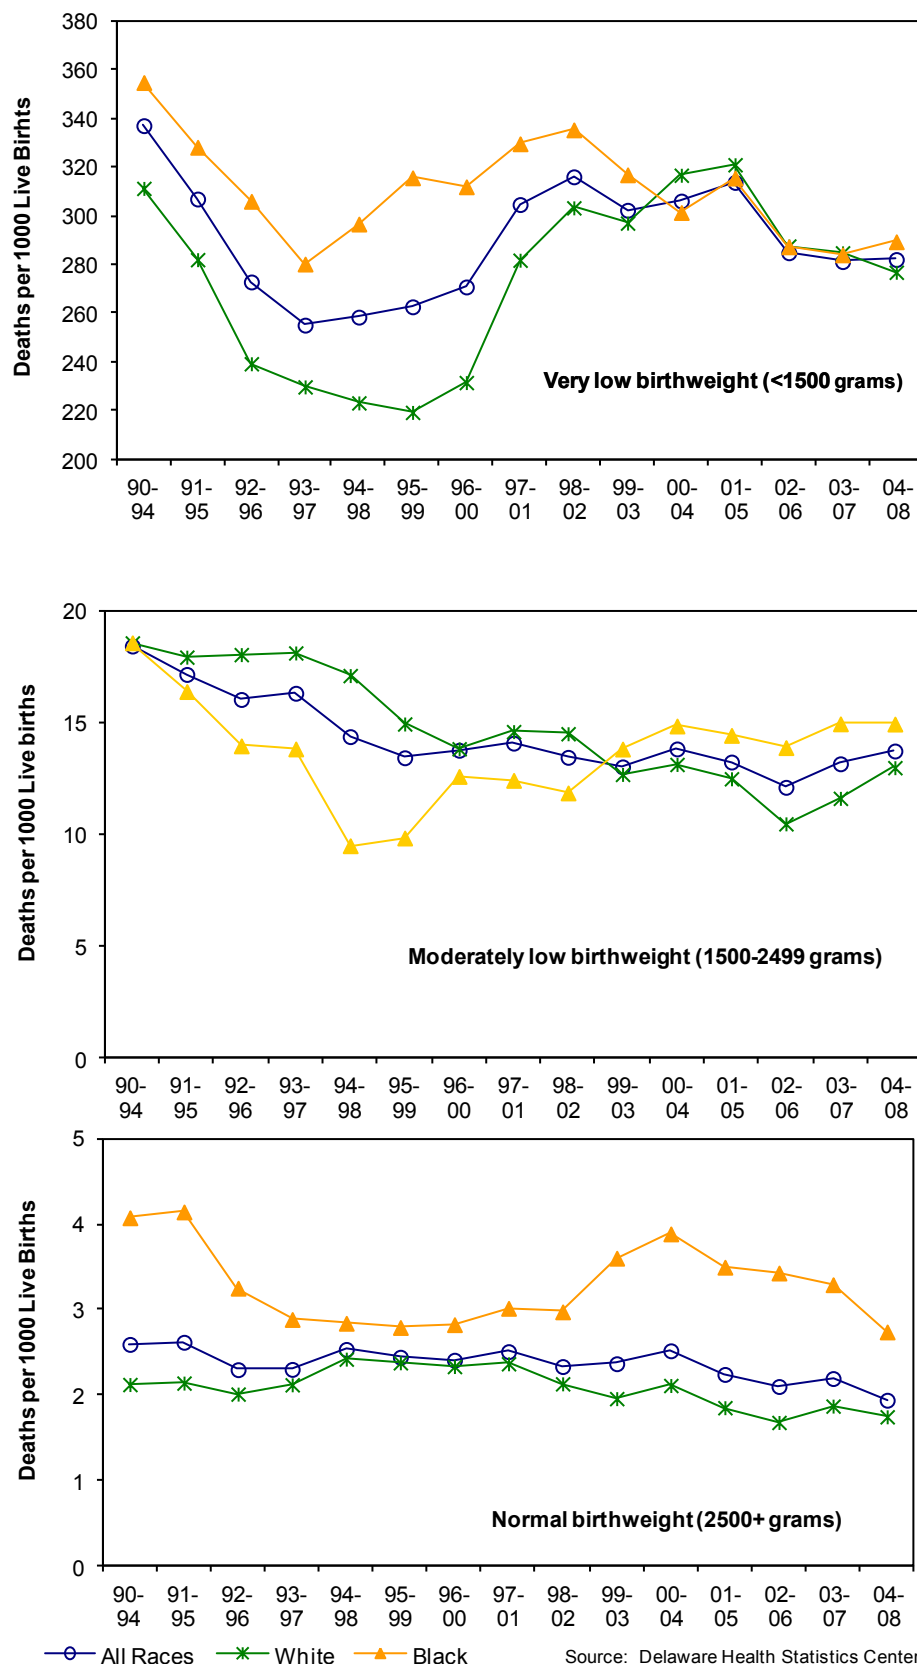 380
360
340
320
300
280
260
240
220
200
Deaths per 1000 Live Birhts
Very low birthweight (<1500 grams)
90- 91- 92- 93- 94- 95- 96- 97- 98- 99- 00- 01- 02- 03- 04-
94 95 96 97 98 99 00 01 02 03 04 05 06 07 08
20
15
10
5
0
Deaths per 1000 Live births
Moderately low birthweight (1500-2499 grams)
90- 91- 92- 93- 94- 95- 96- 97- 98- 99- 00- 01- 02- 03- 04-
94 95 96 97 98 99 00 01 02 03 04 05 06 07 08
5
4
3
2
1
0
Deaths per 1000 Live Births
Normal birthweight (2500+ grams)
90- 91- 92- 93- 94- 95- 96- 97- 98- 99- 00- 01- 02- 03- 04-
94 95 96 97 98 99 00 01 02 03 04 05 06 07 08
All Races White Black Source: Delaware Health Statistics Center